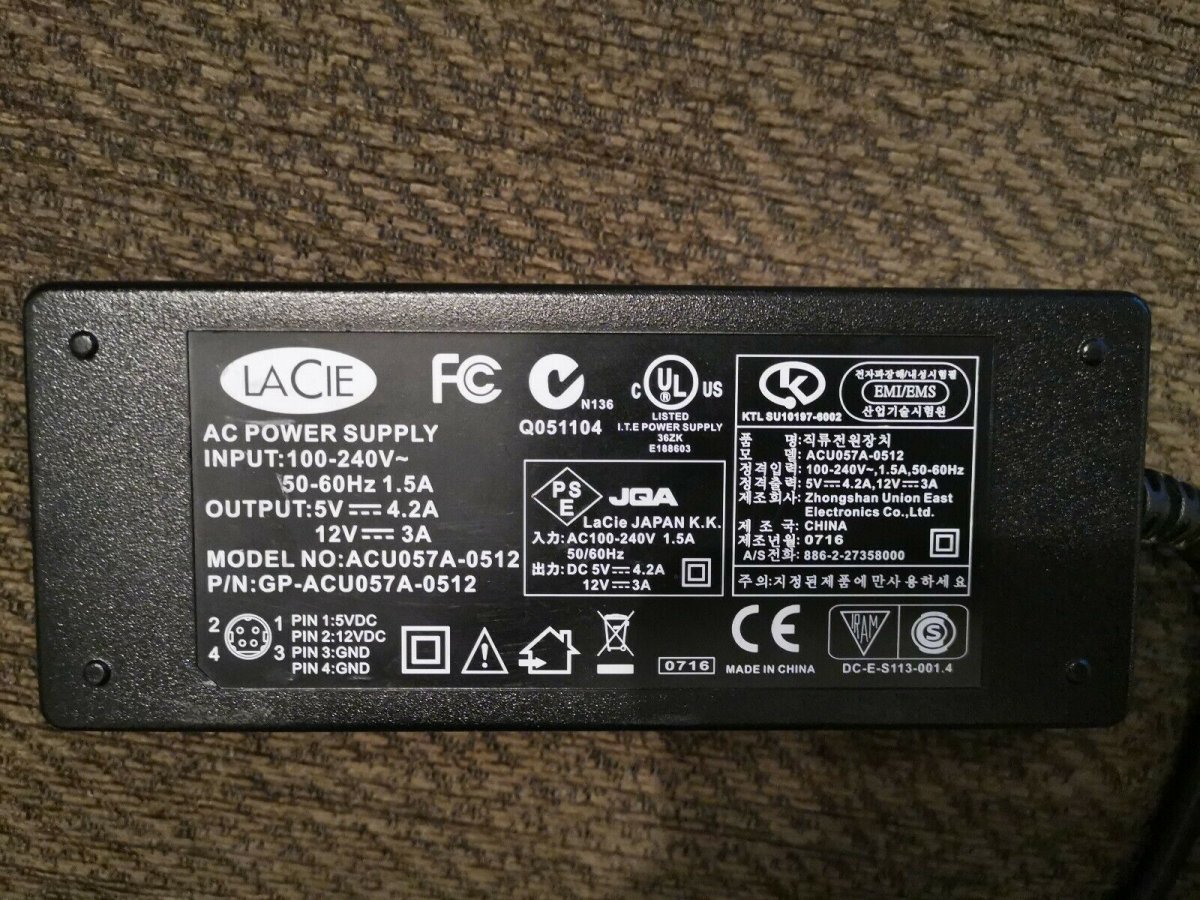 LACIE
AC POWER SUPPLY
INPUT:100-240V~
50-60Hz 1.5A
OUTPUT:5V⎓4.2A
12V⎓3A
MODEL NO:ACU057A-0512
P/N:GP-ACU057A-0512
2 1
4 3
PIN 1:5VDC
PIN 2:12VDC
PIN 3:GND
PIN 4:GND
FC
N136
Q051104
C UL US
®
LISTED
I.T.E POWER SUPPLY
36ZK
E188603
PS
E
JQA
LaCie JAPAN K.K.
入力:AC100-240V 1.5A
50/60Hz
出力:DC 5V⎓4.2A
12V⎓3A
KTL SU10197-6002
전자파장해/내성시험필
EMI/EMS
산업기술시험원
품 명:직류전원장치
모 델:ACU057A-0512
정격입력:100-240V~,1.5A,50-60Hz
정격출력:5V⎓4.2A,12V⎓3A
제조회사:Zhongshan Union East
Electronics Co.,Ltd.
제 조 국:CHINA
제조년월:0716
A/S전화:886-2-27358000
주의:지정된제품에만사용하세요
0716
CE
MADE IN CHINA
IRAM
S
DC-E-S113-001.4